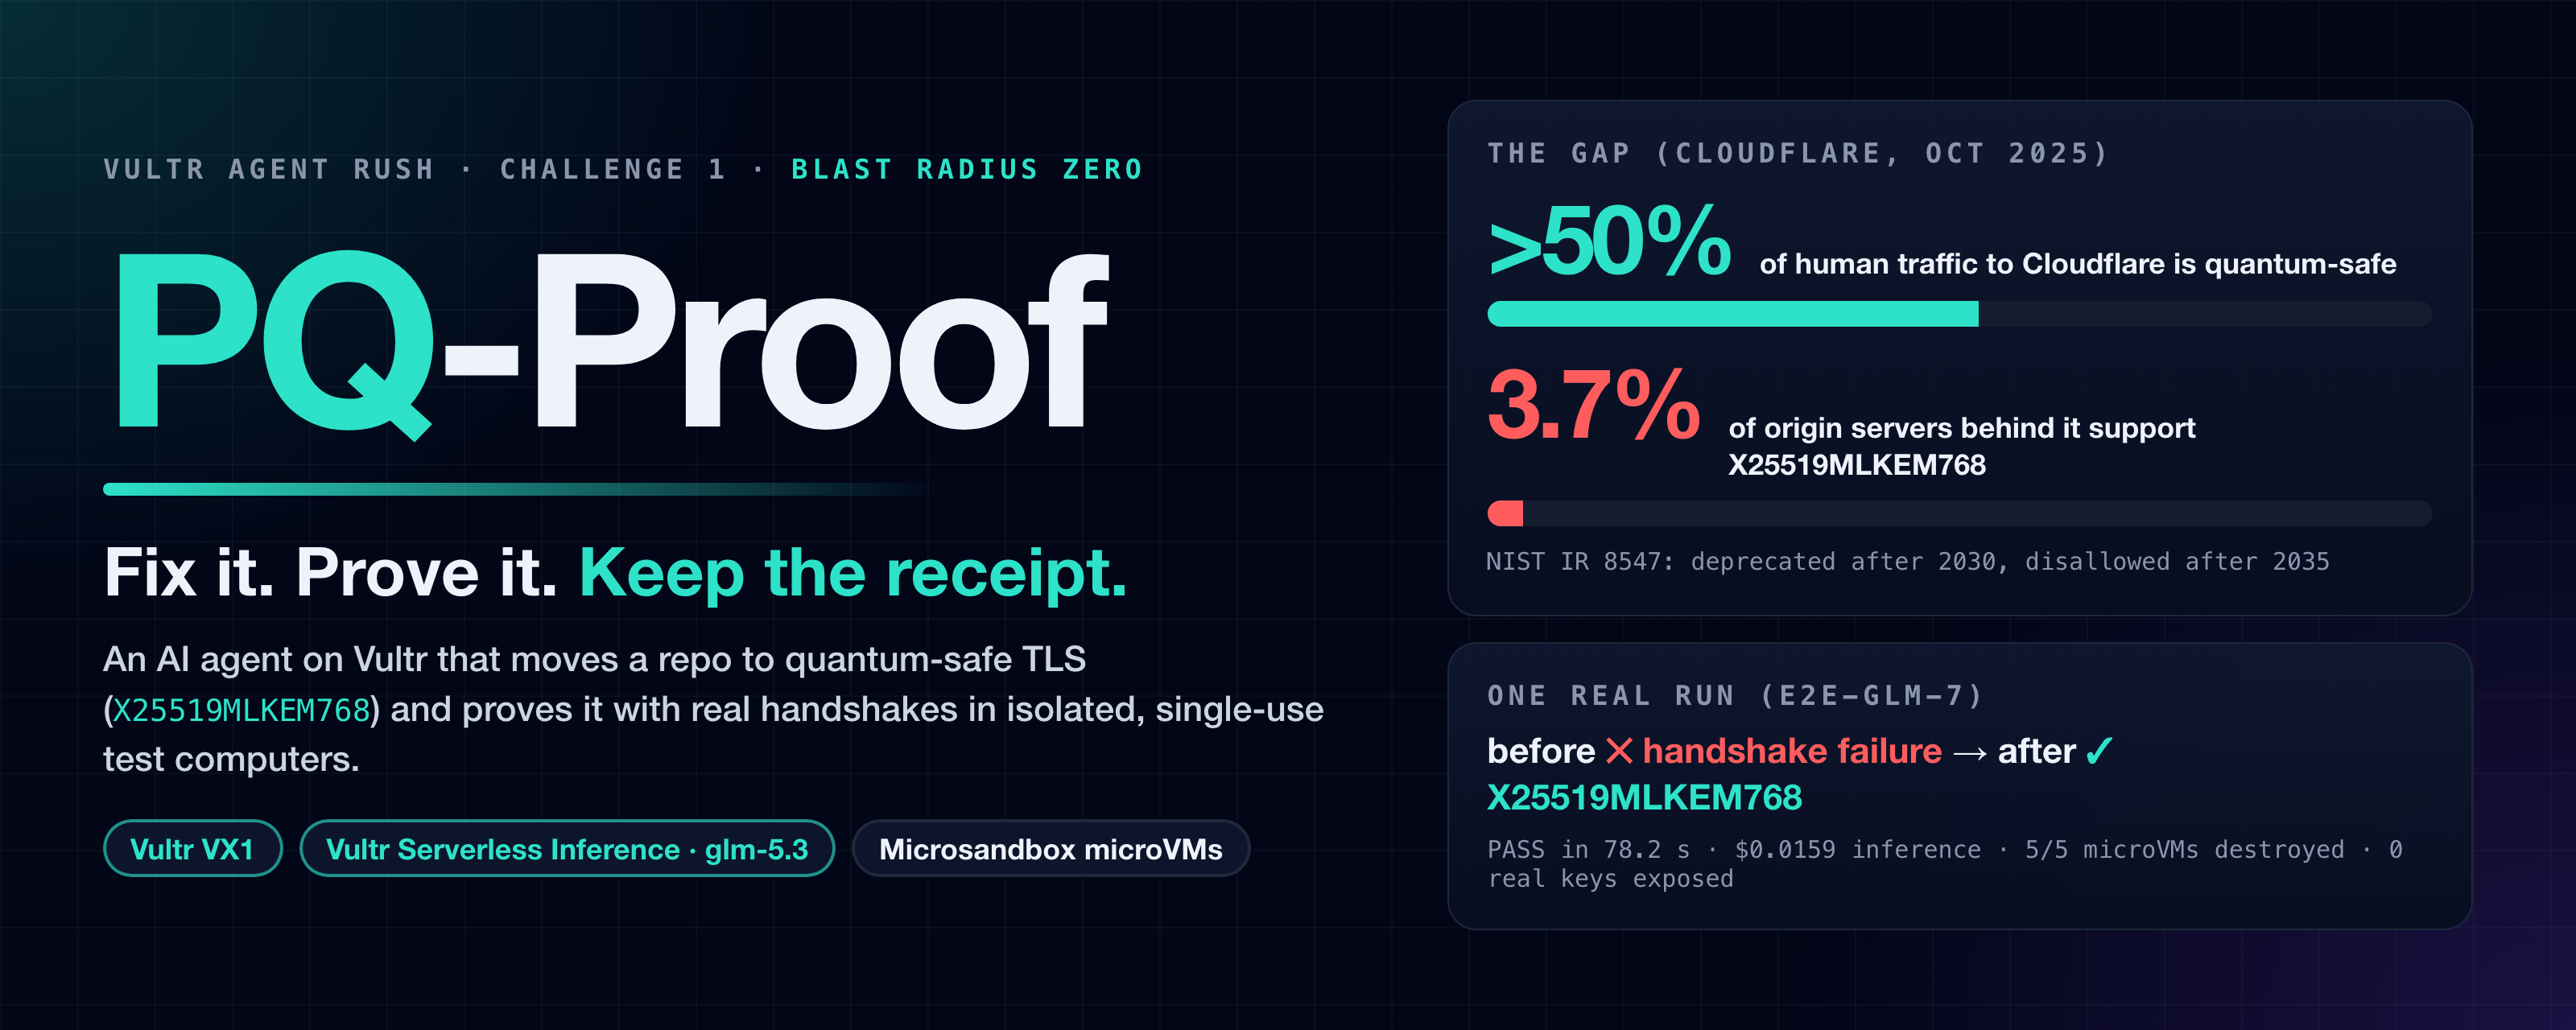 VULTR AGENT RUSH · CHALLENGE 1 · BLAST RADIUS ZERO
PQ-Proof
Fix it. Prove it. Keep the receipt.
An AI agent on Vultr that moves a repo to quantum-safe TLS
(X25519MLKEM768) and proves it with real handshakes in isolated, single-use
test computers.
Vultr VX1
Vultr Serverless Inference · glm-5.3
Microsandbox microVMs
THE GAP (CLOUDFLARE, OCT 2025)
>50% of human traffic to Cloudflare is quantum-safe
3.7% of origin servers behind it support
X25519MLKEM768
NIST IR 8547: deprecated after 2030, disallowed after 2035
ONE REAL RUN (E2E–GLM–7)
before ✕ handshake failure → after ✓
X25519MLKEM768
PASS in 78.2 s · $0.0159 inference · 5/5 microVMs destroyed · 0
real keys exposed